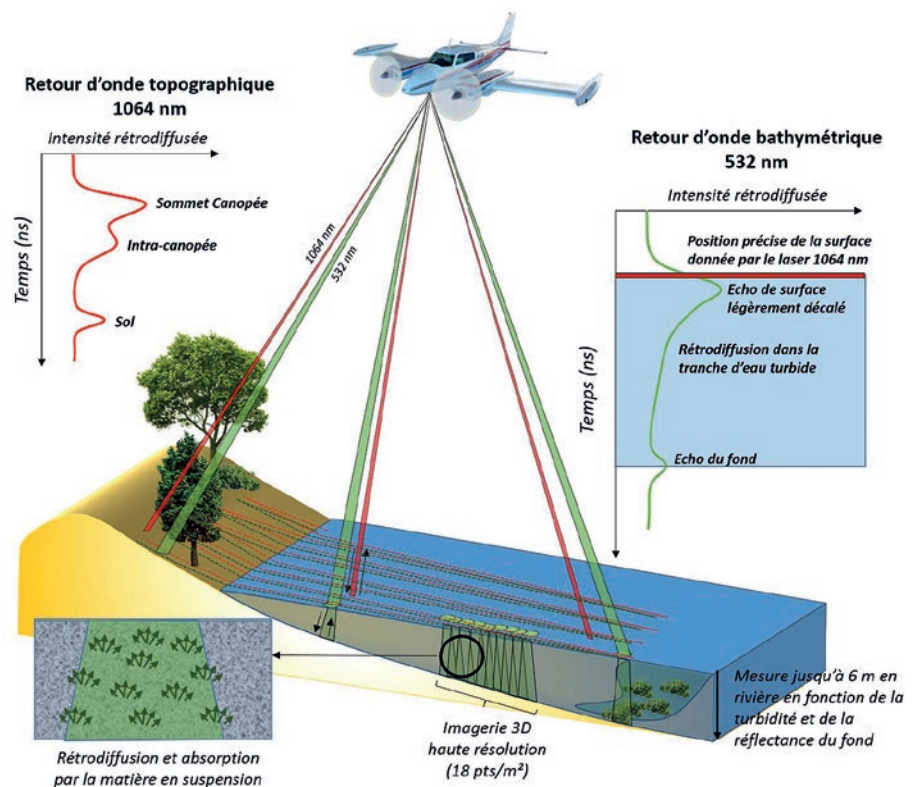 Retour d'onde topographique
1064 nm
Intensité rétrodiffusée
Temps (ns)
Sommet Canopée
Intra-canopée
Sol
1064 nm
532 nm
Retour d'onde bathymétrique
532 nm
Intensité rétrodiffusée
Temps (ns)
Position précise de la surface
donnée par le laser 1064 nm
Echo de surface
légèrement décalé
Rétrodiffusion dans la
tranche d'eau turbide
Echo du fond
Rétrodiffusion et absorption
par la matière en suspension
Imagerie 3D
haute résolution
(18 pts/m²)
Mesure jusqu'à 6 m en
rivière en fonction de la
turbidité et de la
réflectance du fond